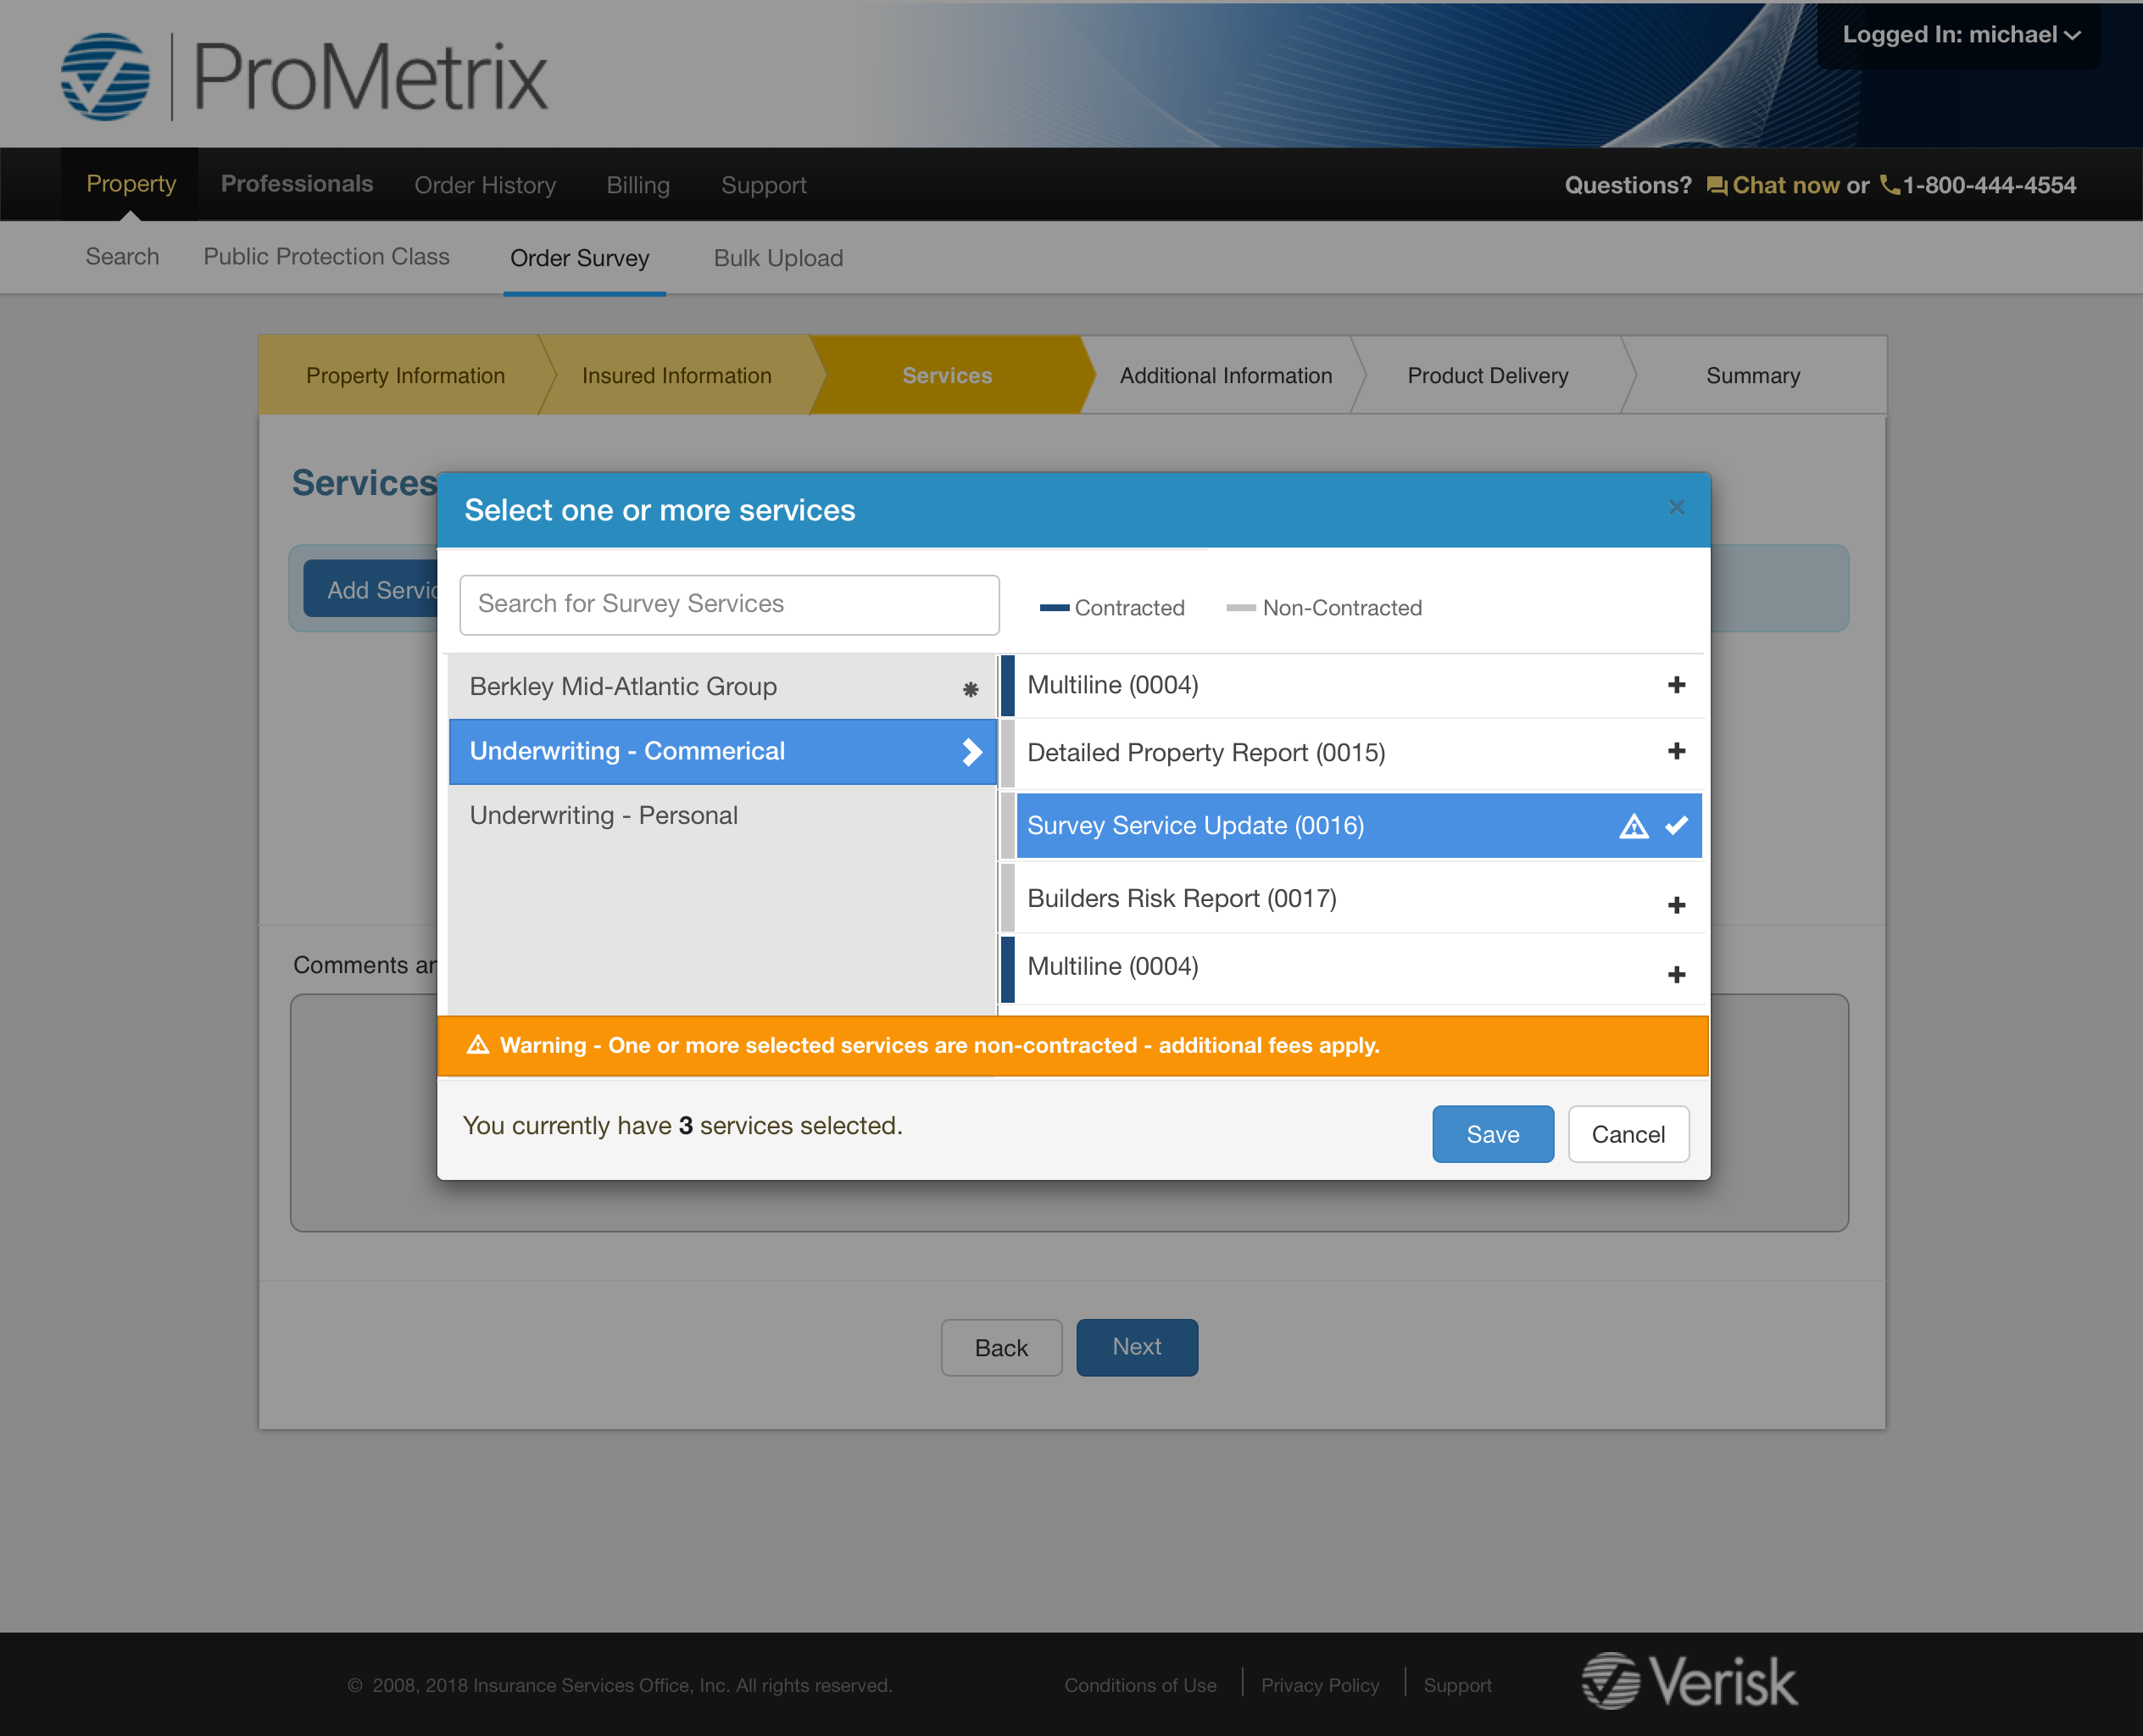 ProMetrix
Logged In: michael
Property Professionals Order History Billing Support
Questions? Chat now or 1-800-444-4554
Search Public Protection Class Order Survey Bulk Upload
Property Information Insured Information Services Additional Information Product Delivery Summary
Services
Select one or more services
×
Add Servic
Search for Survey Services
Contracted Non-Contracted
Berkley Mid-Atlantic Group
Underwriting - Commerical
Underwriting - Personal
Multiline (0004)
Detailed Property Report (0015)
Survey Service Update (0016)
Builders Risk Report (0017)
Multiline (0004)
Comments ar
Warning - One or more selected services are non-contracted - additional fees apply.
You currently have 3 services selected.
Save Cancel
Back Next
© 2008, 2018 Insurance Services Office, Inc. All rights reserved.
Conditions of Use Privacy Policy Support
Verisk